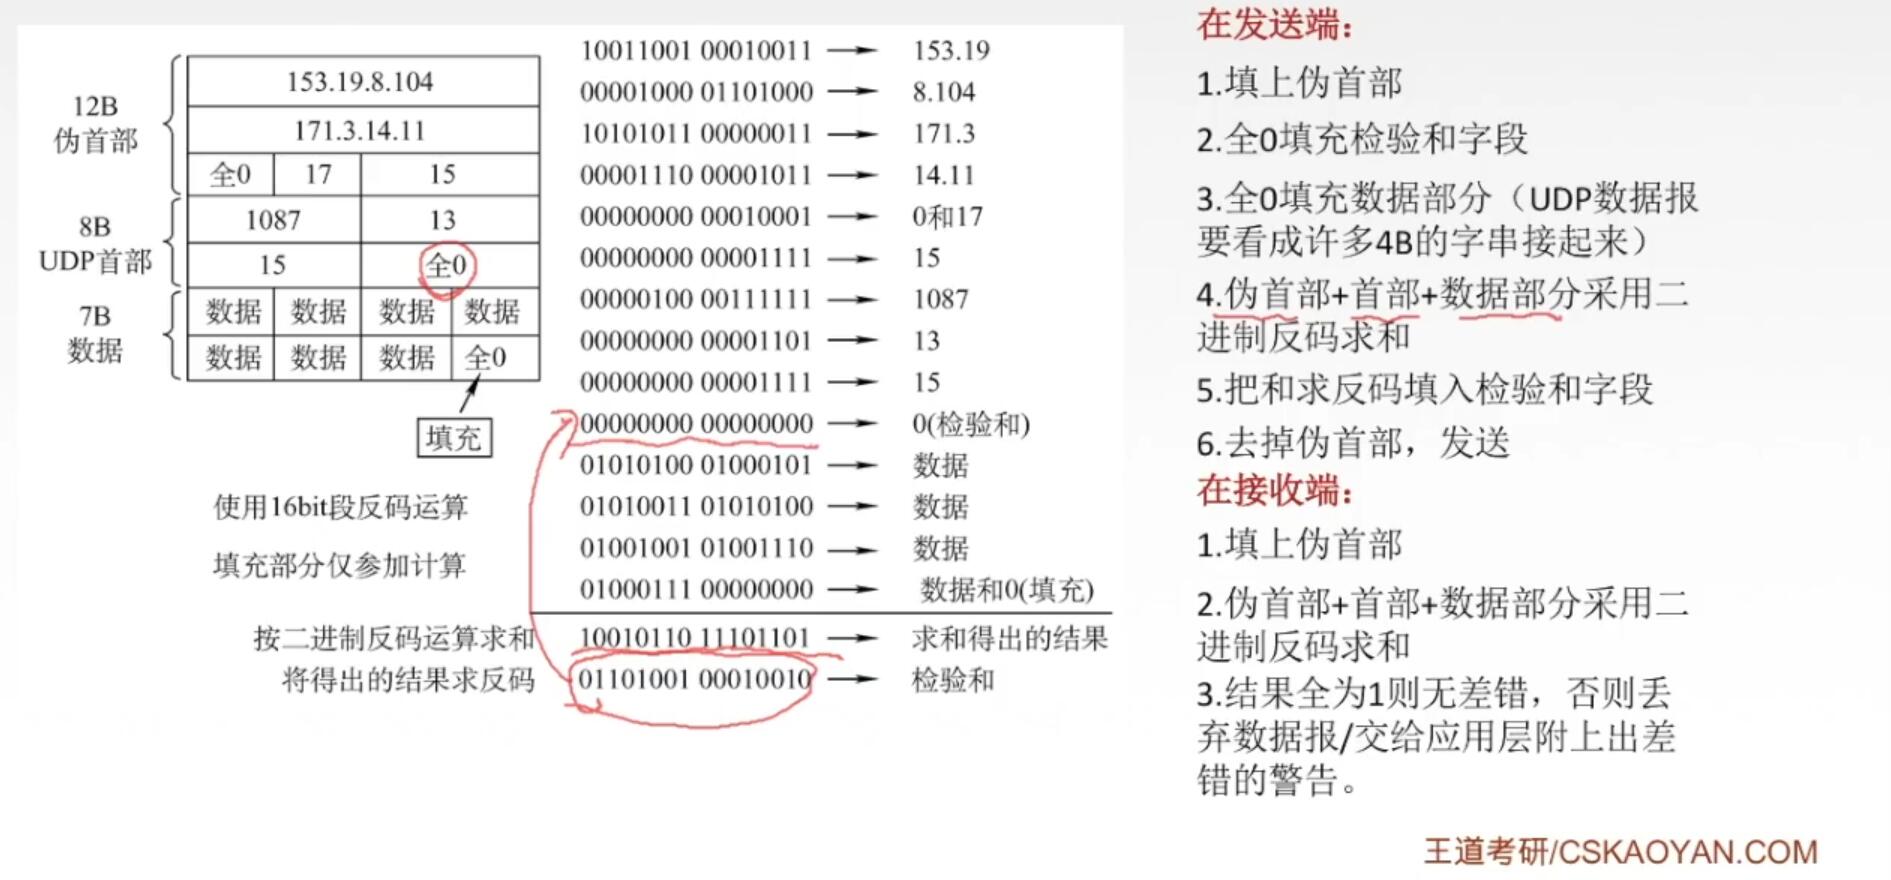 12B
伪首部
153.19.8.104
171.3.14.11
全0 17 15
8B
UDP首部
1087 13
15 全0
7B
数据
数据 数据 数据 数据
数据 数据 数据 全0
填充
使用16bit段反码运算
填充部分仅参加计算
10011001 00010011 → 153.19
00001000 01101000 → 8.104
10101011 00000011 → 171.3
00001110 00001011 → 14.11
00000000 00010001 → 0和17
00000000 00001111 → 15
00000100 00111111 → 1087
00000000 00001101 → 13
00000000 00001111 → 15
00000000 00000000 → 0(检验和)
01010100 01000101 → 数据
01010011 01010100 → 数据
01001001 01001110 → 数据
01000111 00000000 → 数据和0(填充)
按二进制反码运算求和 10010110 11101101 → 求和得出的结果
将得出的结果求反码 01101001 00010010 → 检验和
在发送端：
1.填上伪首部
2.全0填充检验和字段
3.全0填充数据部分（UDP数据报
要看成许多4B的字串接起来）
4.伪首部+首部+数据部分采用二
进制反码求和
5.把和求反码填入检验和字段
6.去掉伪首部，发送
在接收端：
1.填上伪首部
2.伪首部+首部+数据部分采用二
进制反码求和
3.结果全为1则无差错，否则丢
弃数据报/交给应用层附上出差
错的警告。
王道考研/CSKAOYAN.COM